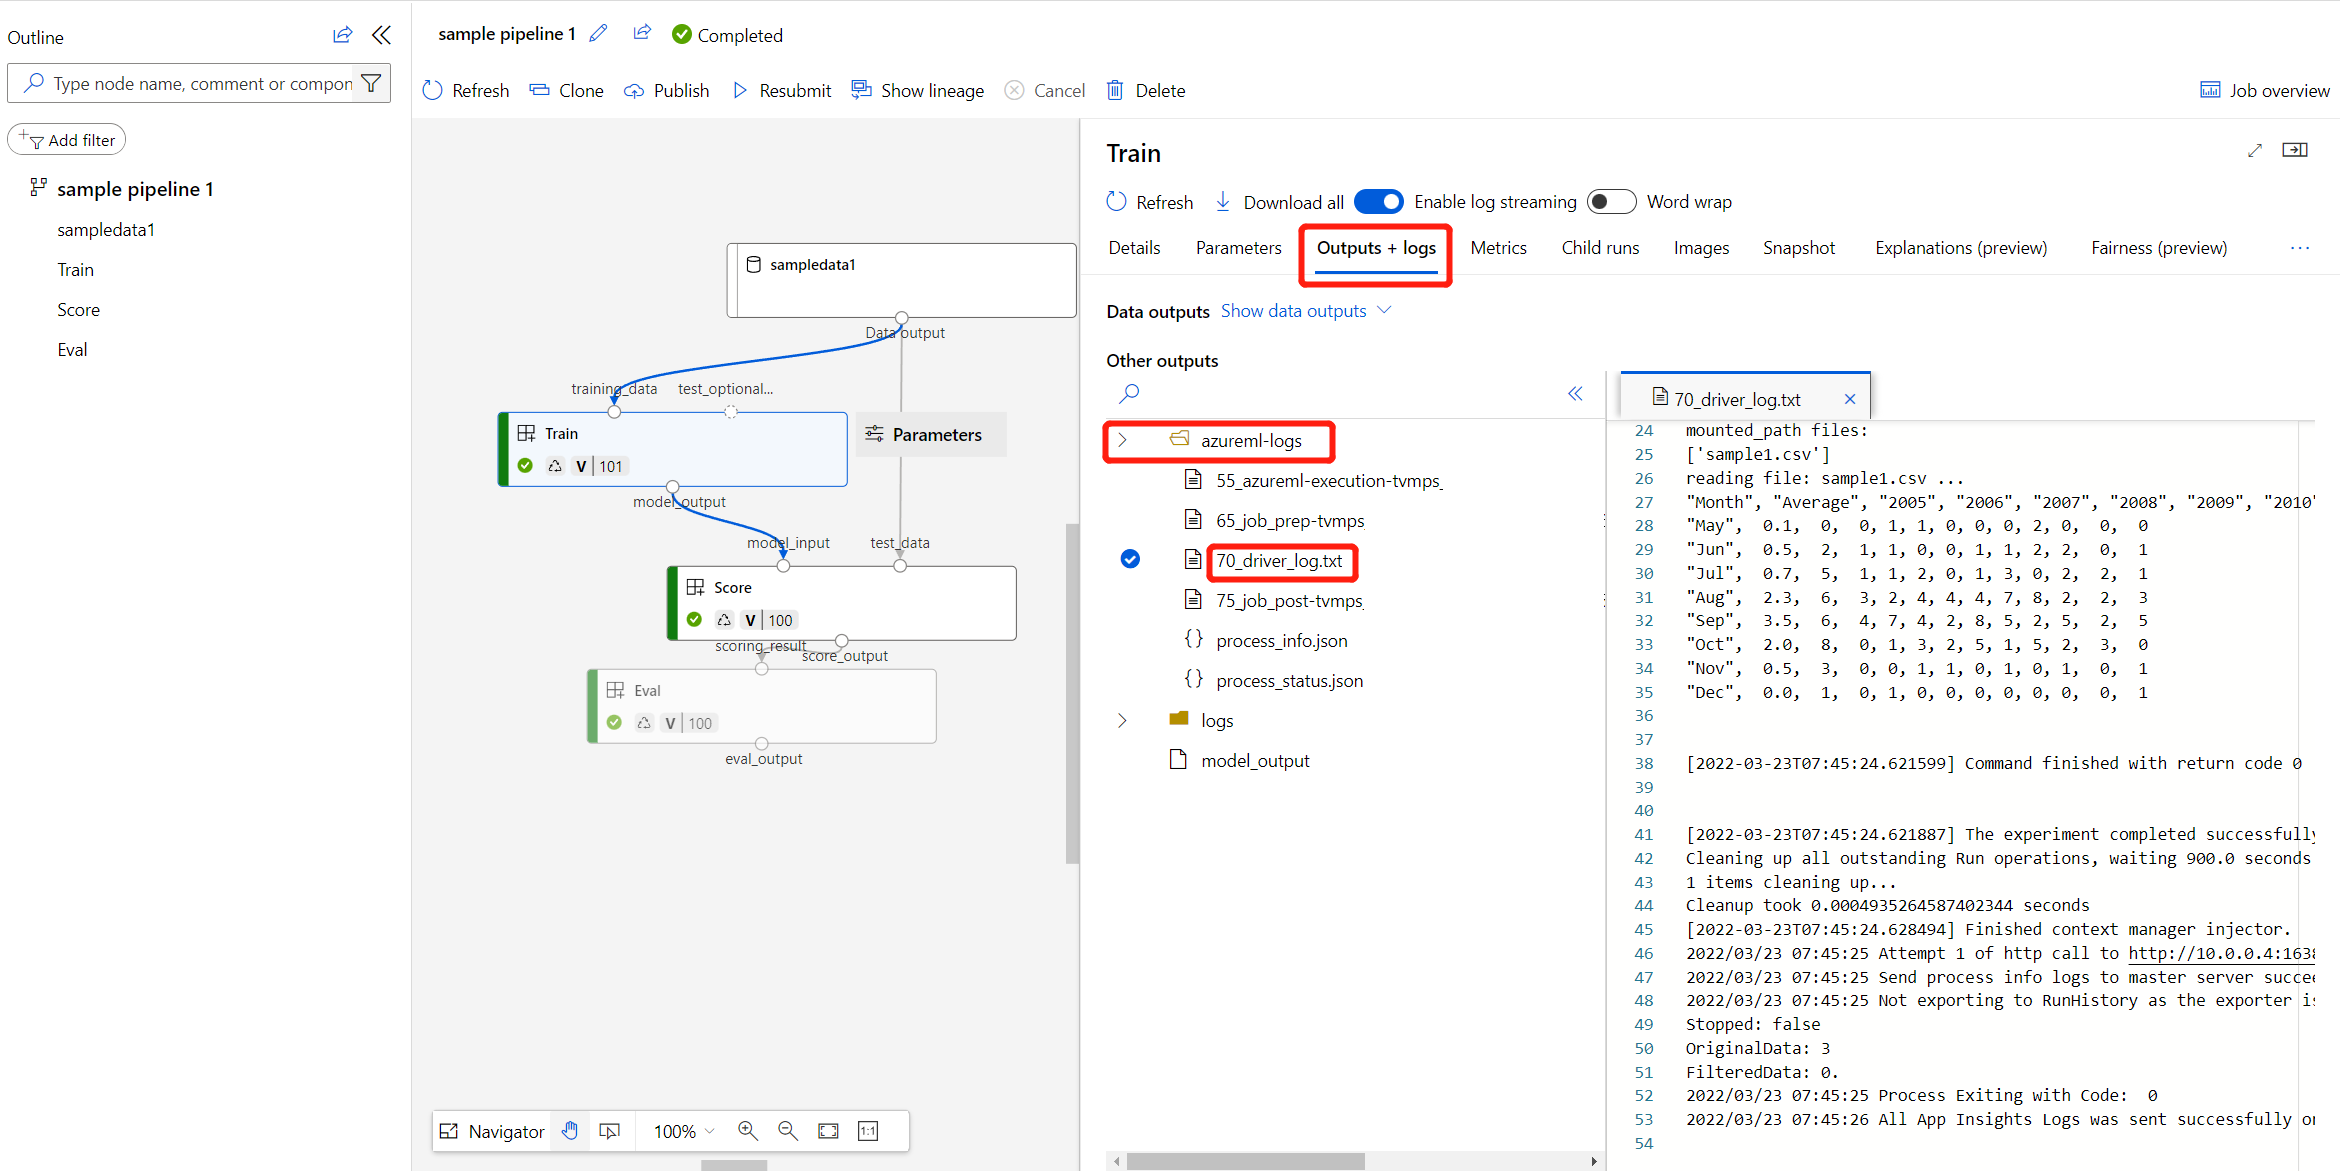 Outline
Type node name, comment or compon
Add filter
sample pipeline 1
sampledata1
Train
Score
Eval
sample pipeline 1 Completed
Refresh Clone Publish Resubmit Show lineage Cancel Delete Job overview
sampledata1
Data output
training_data test_optional...
Train
V 101
Parameters
model_output
model_input test_data
Score
V 100
scoring_result
score_output
Eval
V 100
eval_output
Navigator 100% 1:1
Train
Refresh Download all Enable log streaming Word wrap
Details Parameters Outputs + logs Metrics Child runs Images Snapshot Explanations (preview) Fairness (preview) ...
Data outputs Show data outputs
Other outputs
azureml-logs
55_azureml-execution-tvmps_
65_job_prep-tvmps
70_driver_log.txt
75_job_post-tvmps
{} process_info.json
{} process_status.json
logs
model_output
70_driver_log.txt
24 mounted_path files:
25 ['sample1.csv']
26 reading file: sample1.csv ...
27 "Month", "Average", "2005", "2006", "2007", "2008", "2009", "2010"
28 "May", 0.1, 0, 0, 1, 1, 0, 0, 0, 2, 0, 0, 0
29 "Jun", 0.5, 2, 1, 1, 0, 0, 1, 1, 2, 2, 0, 1
30 "Jul", 0.7, 5, 1, 1, 2, 0, 1, 3, 0, 2, 2, 1
31 "Aug", 2.3, 6, 3, 2, 4, 4, 4, 7, 8, 2, 2, 3
32 "Sep", 3.5, 6, 4, 7, 4, 2, 8, 5, 2, 5, 2, 5
33 "Oct", 2.0, 8, 0, 1, 3, 2, 5, 1, 5, 2, 3, 0
34 "Nov", 0.5, 3, 0, 0, 1, 1, 0, 1, 0, 1, 0, 1
35 "Dec", 0.0, 1, 0, 1, 0, 0, 0, 0, 0, 0, 0, 1
36
37
38 [2022-03-23T07:45:24.621599] Command finished with return code 0
39
40
41 [2022-03-23T07:45:24.621887] The experiment completed successfully
42 Cleaning up all outstanding Run operations, waiting 900.0 seconds
43 1 items cleaning up...
44 Cleanup took 0.0004935264587402344 seconds
45 [2022-03-23T07:45:24.628494] Finished context manager injector.
46 2022/03/23 07:45:25 Attempt 1 of http call to http://10.0.0.4:1638
47 2022/03/23 07:45:25 Send process info logs to master server succee
48 2022/03/23 07:45:25 Not exporting to RunHistory as the exporter is
49 Stopped: false
50 OriginalData: 3
51 FilteredData: 0.
52 2022/03/23 07:45:25 Process Exiting with Code: 0
53 2022/03/23 07:45:26 All App Insights Logs was sent successfully or
54